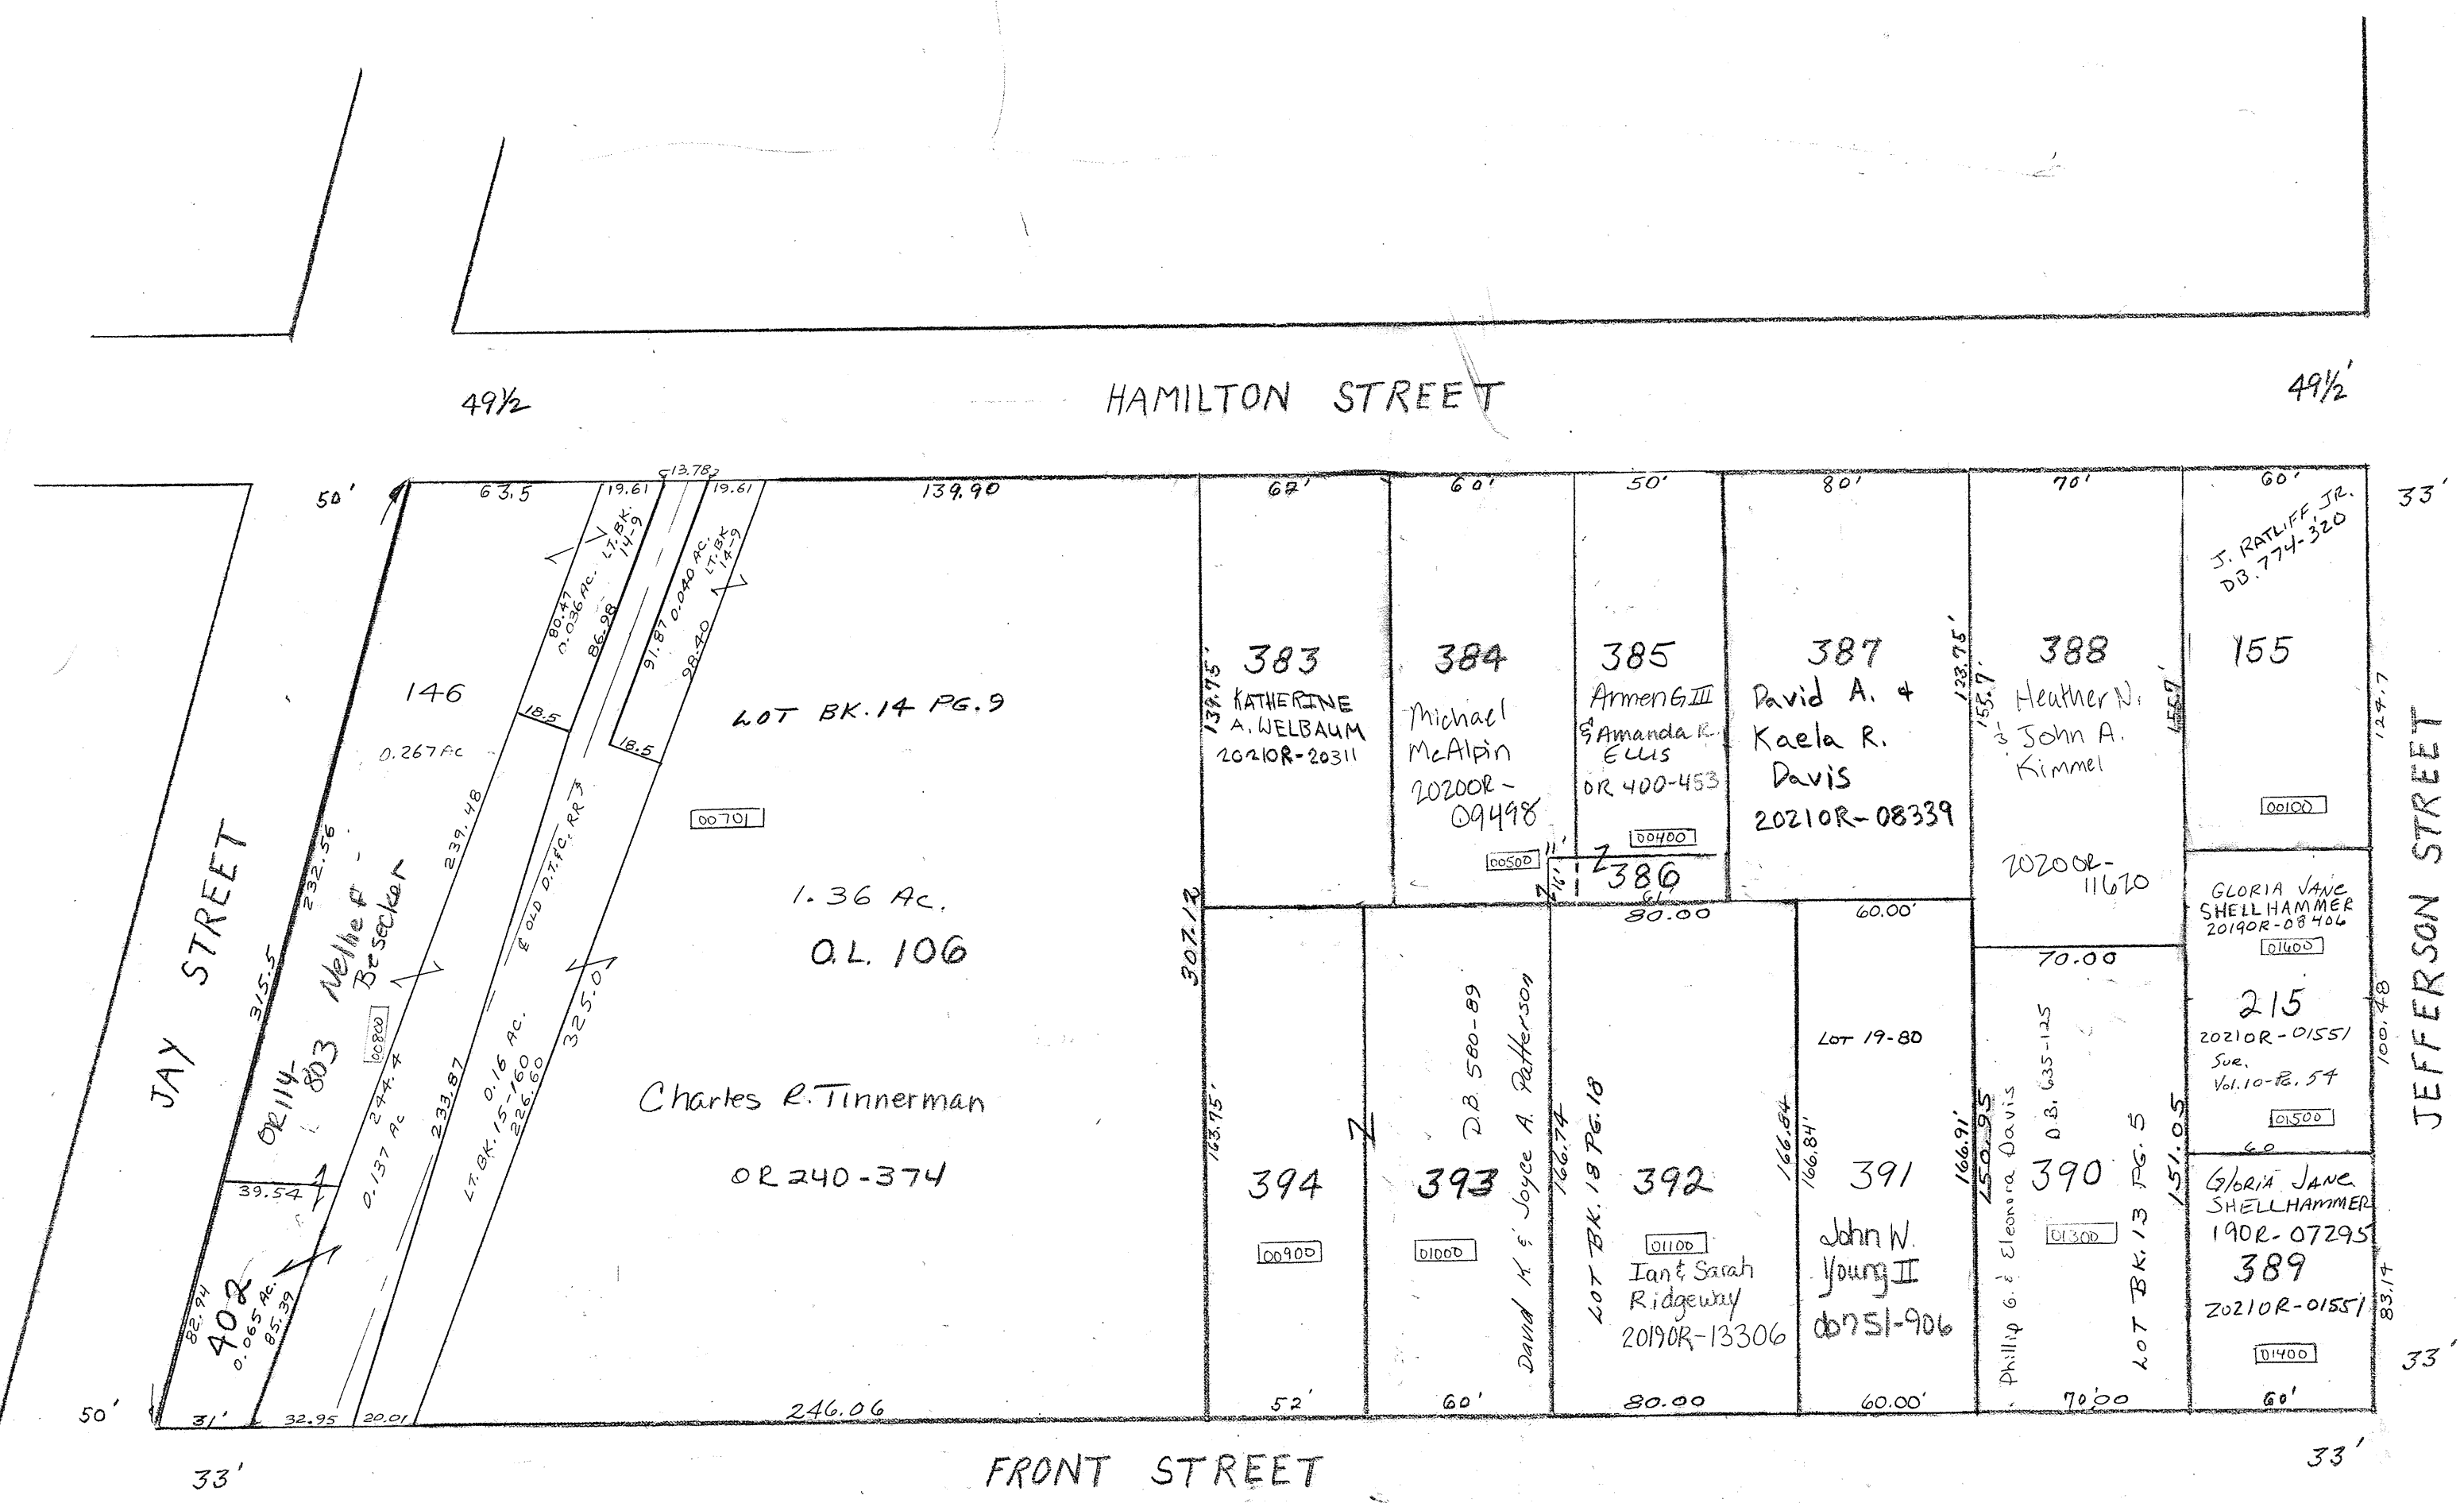 49½
HAMILTON STREET
49½'
50'
63.5
19.61
13.78
19.61
139.90
62'
60'
50'
80'
70'
60'
33'
LT. BK.
14-9
80.47
0.036 AC.
86.98
18.5
91.87
0.040 AC.
LT. BK
14-9
98.40
18.5
146
0.267 AC
239.48
232.56
315.5
JAY STREET
Nellie F.
Besecker
OR 114-
803
00800
244.4
0.137 AC
39.54
82.94
402
0.065 AC.
85.39
₵ OLD D.T.&C. RR
233.87
LT. BK. 15-160
0.16 AC.
226.60
325.0
LOT BK. 14 PG. 9
00701
1.36 Ac.
O.L. 106
Charles R. Tinnerman
OR 240-374
307.12
139.75'
383
KATHERINE
A. WELBAUM
2021OR-20311
384
Michael
McAlpin
2020OR-
09498
00500
11'
16'
385
Armen G III
& Amanda R.
ELLIS
OR 400-453
00400
386
61'
387
David A. &
Kaela R.
Davis
2021OR-08339
123.75'
155.7'
388
Heather N.
& John A.
Kimmel
2020OR-
11620
155.7
J. RATLIFF, JR.
DB. 774-320
155
00100
124.7
GLORIA JANE
SHELLHAMMER
2019OR-08406
01600
215
2021OR-01551
Sur.
Vol. 10-Pg. 54
01500
100.48
60
JEFFERSON STREET
163.75'
394
00900
393
01000
D.B. 580-89
David K & Joyce A. Patterson
80.00
166.74
LOT BK. 18 PG. 18
392
01100
Ian & Sarah
Ridgeway
2019OR-13306
166.84
60.00'
LOT 19-80
166.84'
391
John W.
Young II
db751-906
166.91'
70.00
150.95
Phillip G. & Eleonora Davis
D.B. 635-125
390
01300
LOT BK. 13 PG. 5
151.05
Gloria Jane
SHELLHAMMER
19OR-07295
389
2021OR-01551
01400
83.14
33'
50'
31'
32.95
20.01
246.06
52'
60'
80.00
60.00'
70.00
60'
33'
FRONT STREET
33'